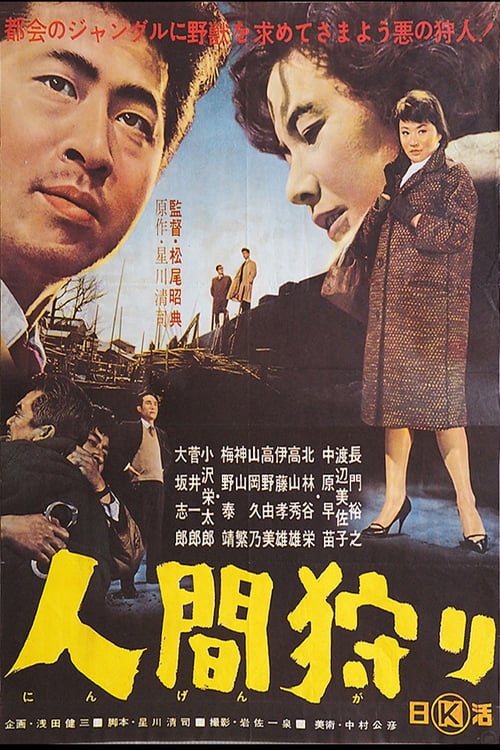 都会のジャングルに野獣を求めてさまよう悪の狩人!
監督・松尾昭典
原作・星川清司
長門裕之
渡辺美佐子
中原早苗
北林谷栄
高山秀雄
伊藤孝雄
高野由美
山岡久乃
神山繁
梅野泰靖
小沢栄太郎
菅井一郎
大坂志郎
人間狩り
にんげんが
日K活
企画・浅田健三■脚本・星川清司■撮影・岩佐一泉■美術・中村公彦